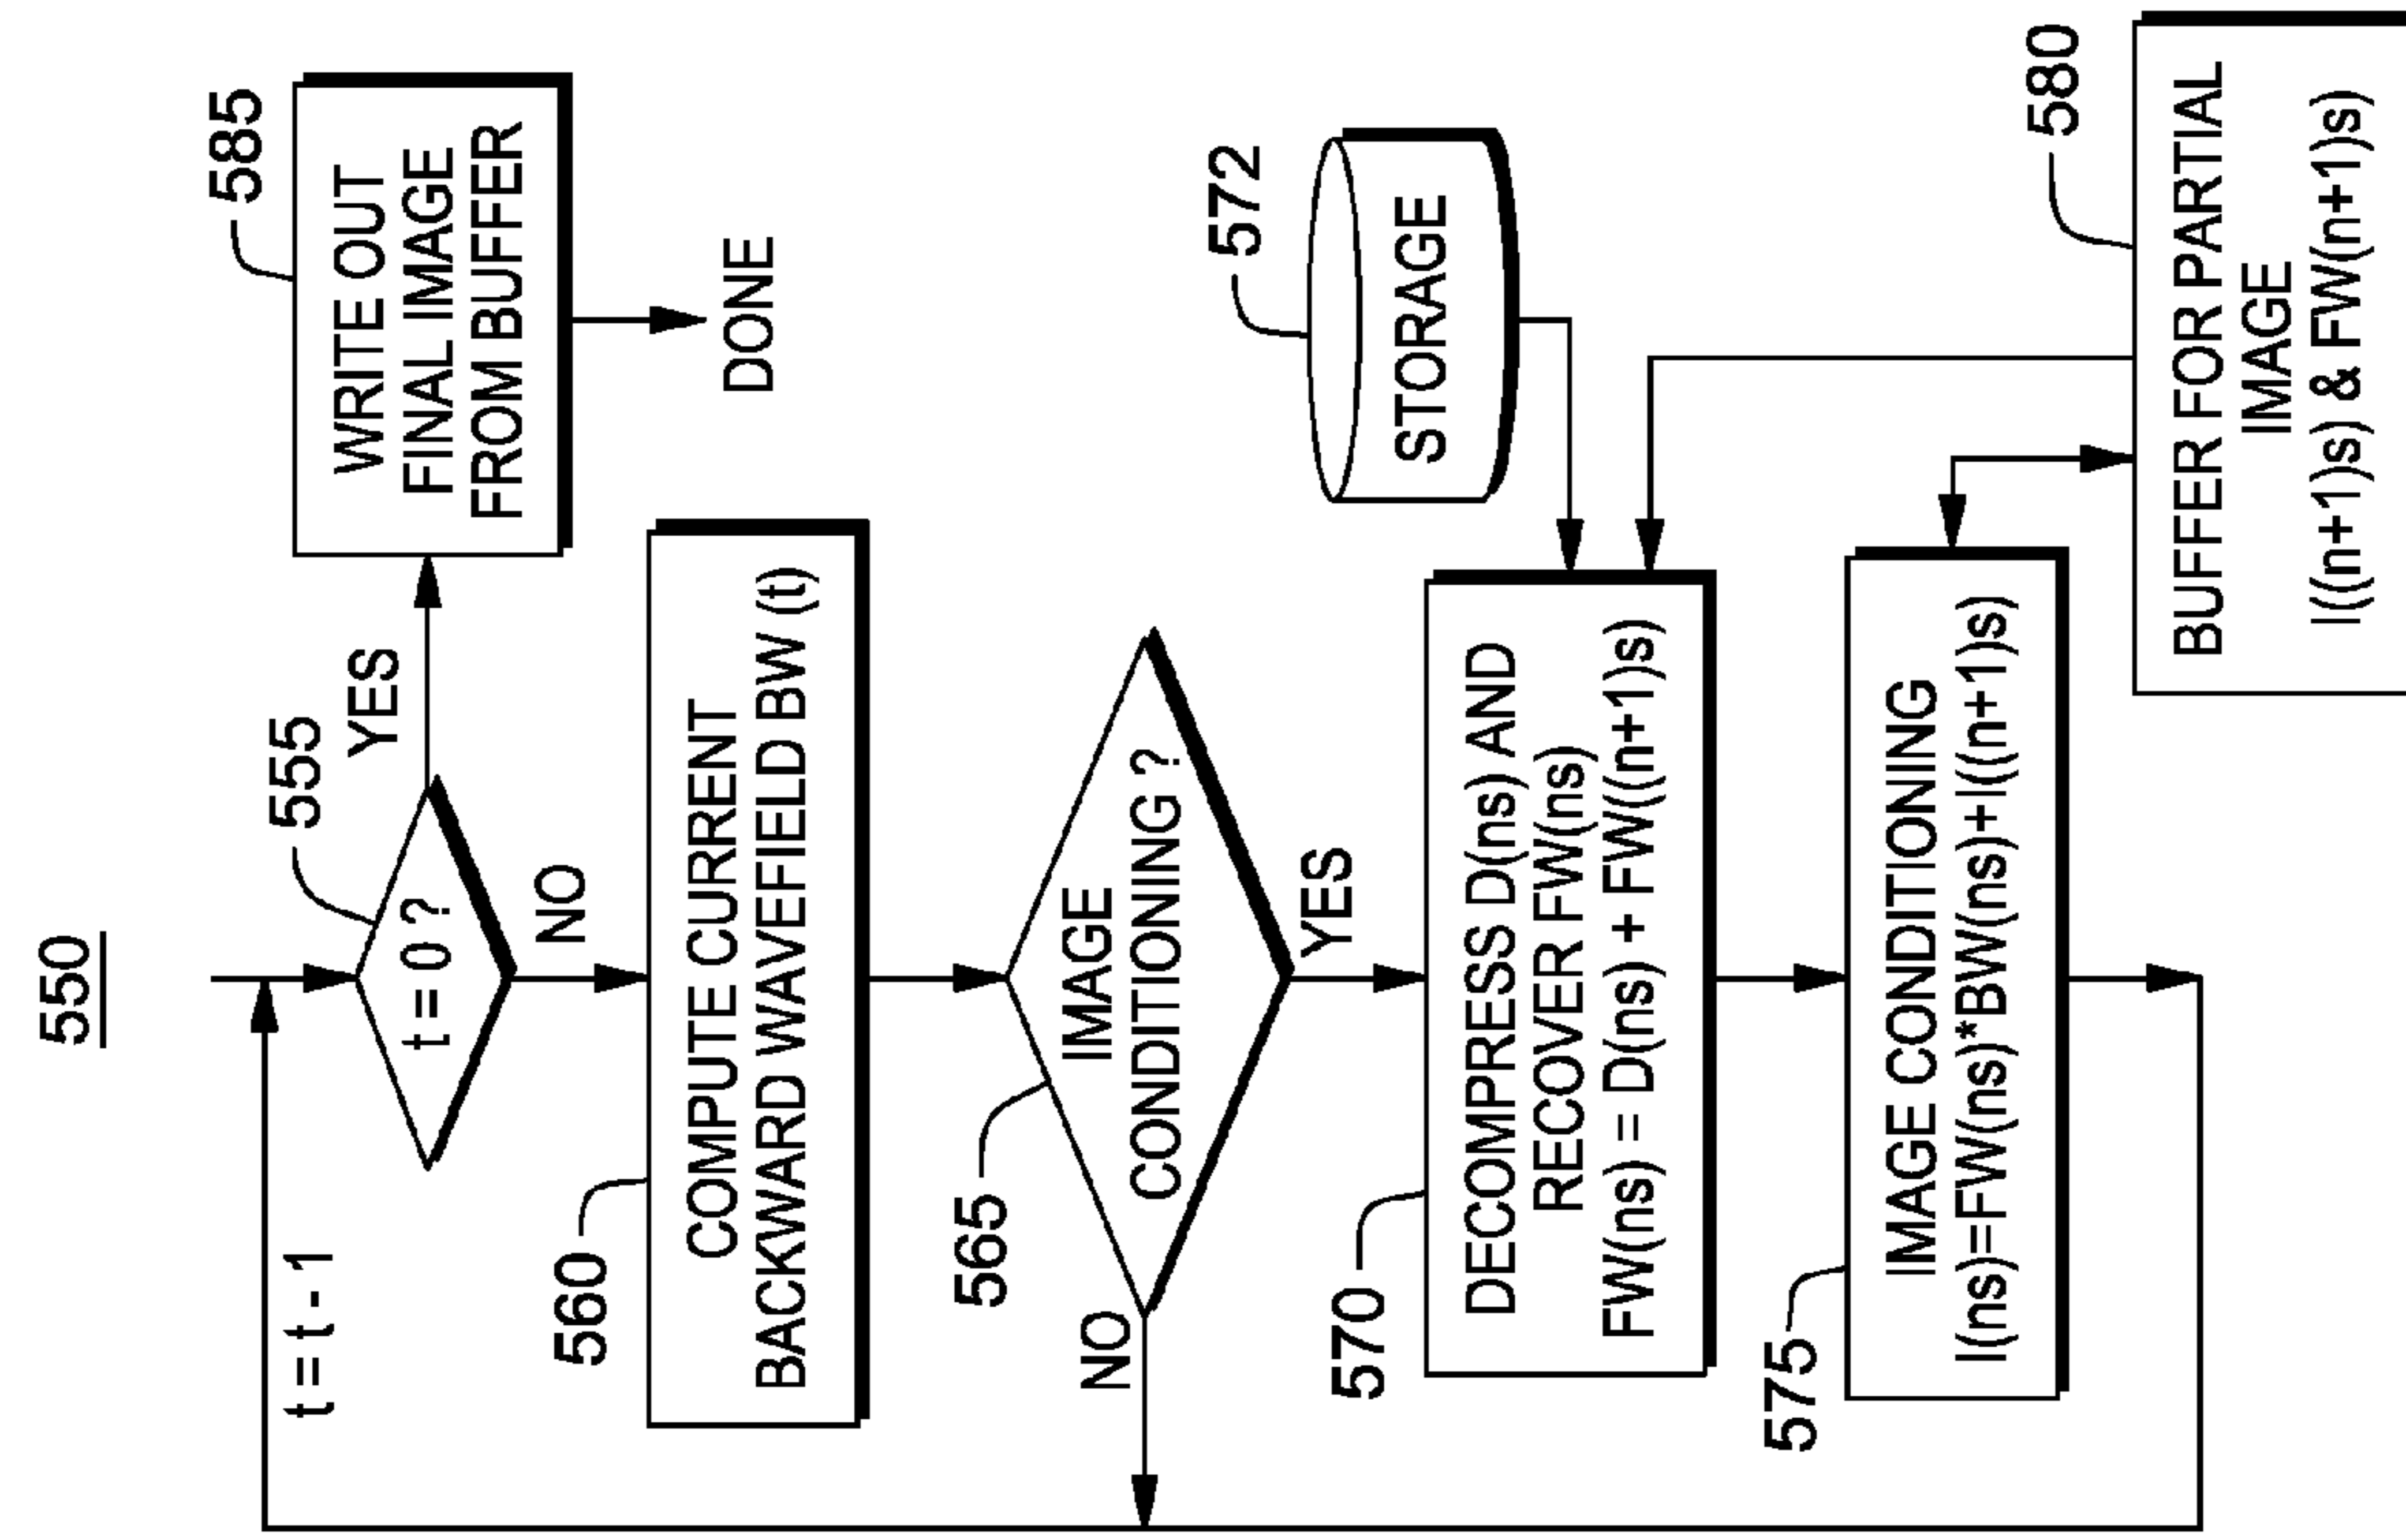 550
t = t - 1
555
t = 0 ?
YES
NO
585
WRITE OUT
FINAL IMAGE
FROM BUFFER
DONE
560
COMPUTE CURRENT
BACKWARD WAVEFIELD BW (t)
565
IMAGE
CONDITIONING ?
NO
YES
572
STORAGE
570
DECOMPRESS D(ns) AND
RECOVER FW(ns)
FW(ns) = D(ns) + FW((n+1)s)
575
IMAGE CONDITIONING
I(ns)=FW(ns)*BW(ns)+I((n+1)s)
580
BUFFER FOR PARTIAL
IMAGE
I((n+1)s) & FW(n+1)s)